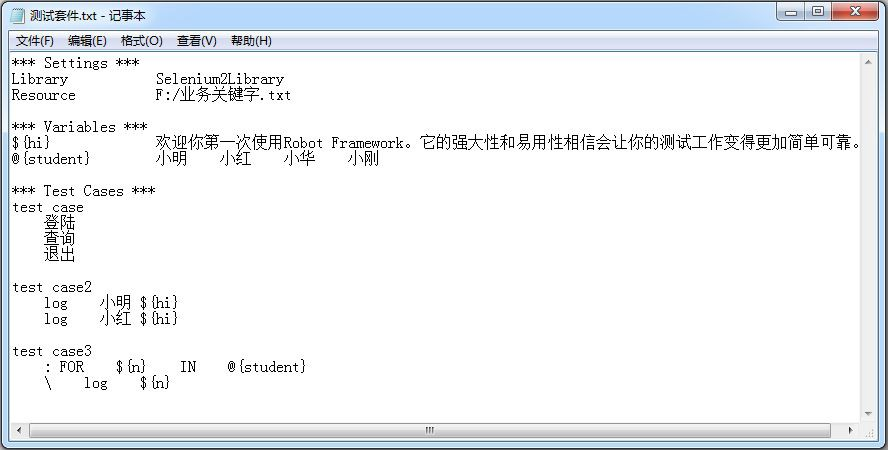 测试套件.txt - 记事本
文件(F) 编辑(E) 格式(O) 查看(V) 帮助(H)
*** Settings ***
Library           Selenium2Library
Resource          F:/业务关键字.txt
*** Variables ***
${hi}             欢迎你第一次使用Robot Framework。它的强大性和易用性相信会让你的测试工作变得更加简单可靠。
@{student}        小明    小红    小华    小刚
*** Test Cases ***
test case
    登陆
    查询
    退出
test case2
    log    小明 ${hi}
    log    小红 ${hi}
test case3
    : FOR    ${n}    IN    @{student}
    \    log    ${n}